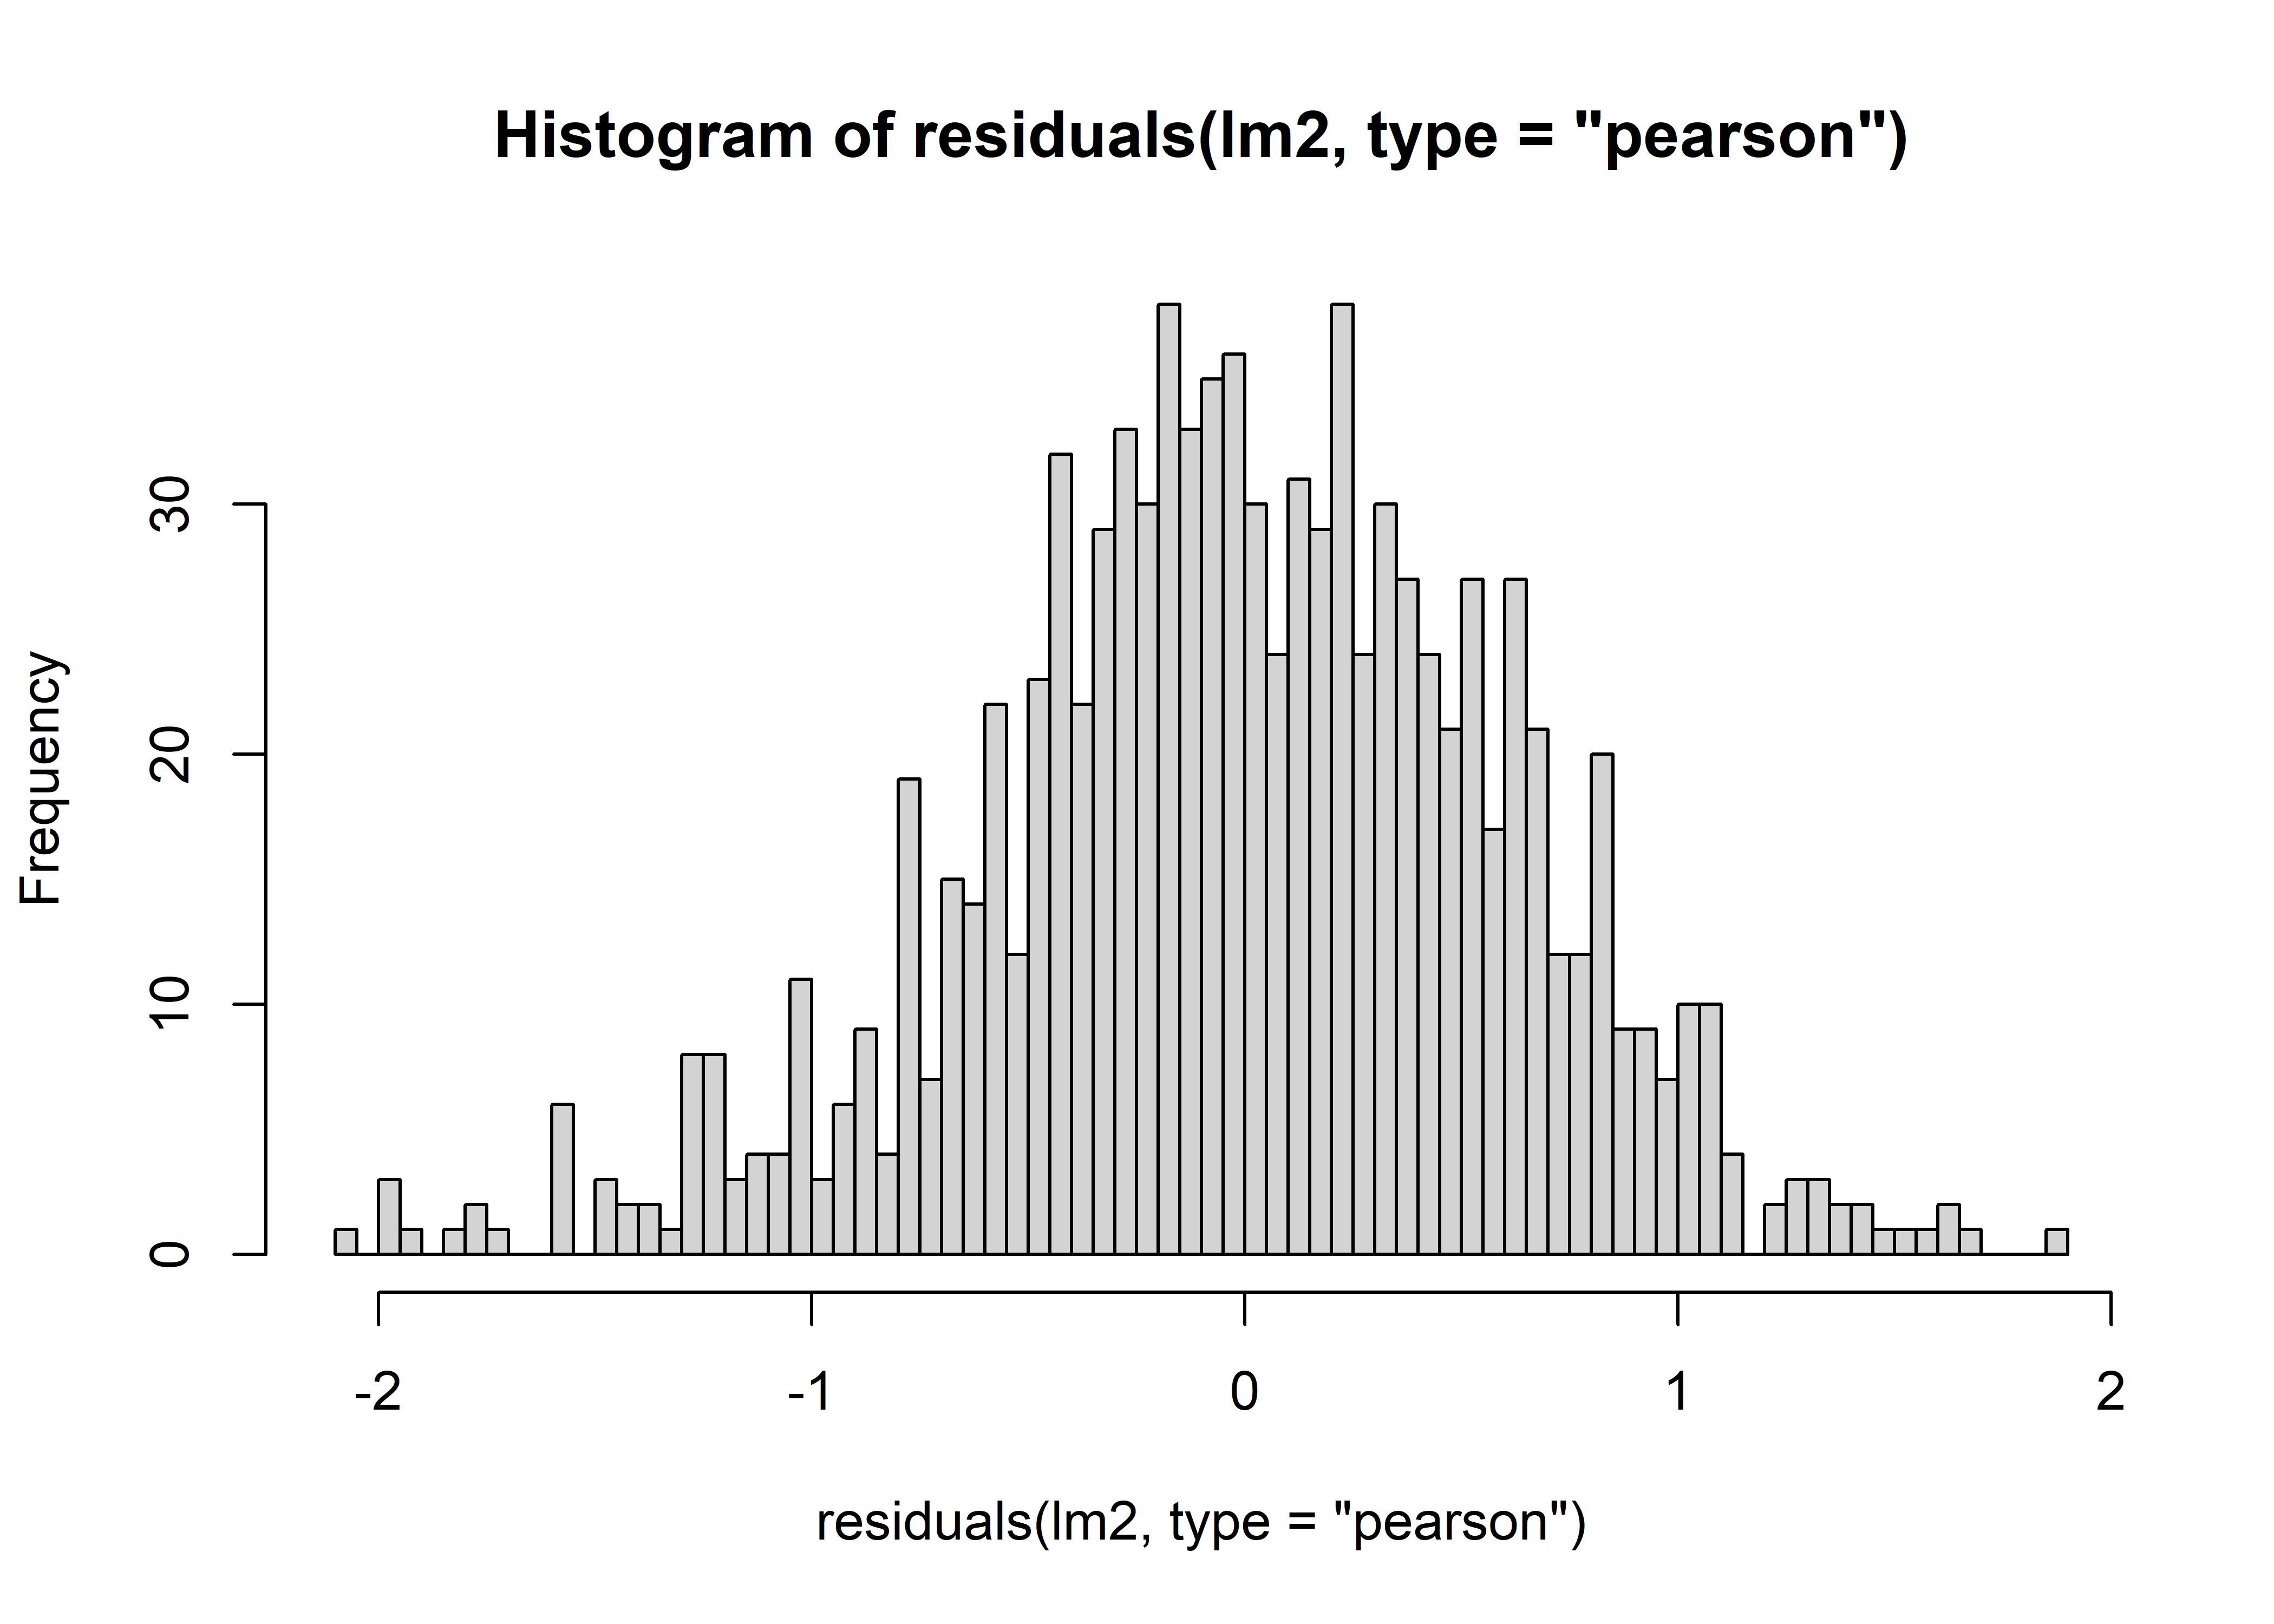 Histogram of residuals(lm2, type = "pearson")
Frequency
30
20
10
0
-2 -1 0 1 2
residuals(lm2, type = "pearson")